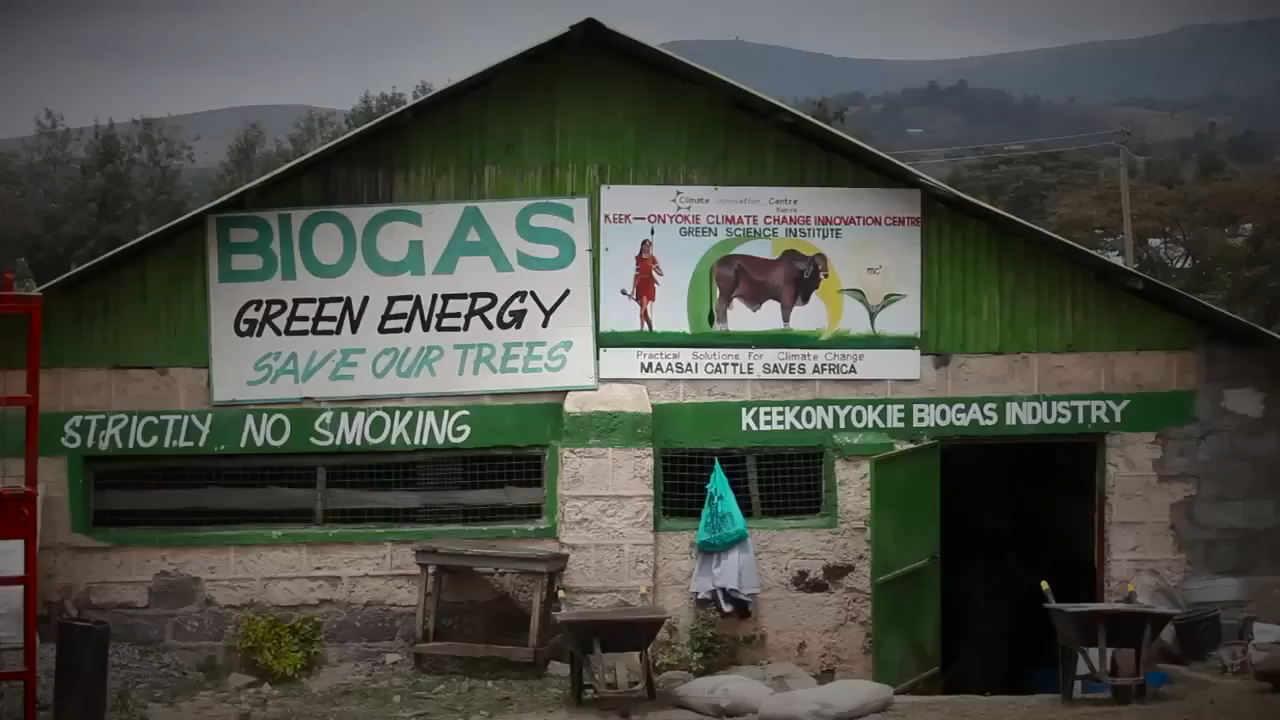 BIOGAS
GREEN ENERGY
SAVE OUR TREES
Climate Innovation Centre
Kenya
KEEK-ONYOKIE CLIMATE CHANGE INNOVATION CENTRE
GREEN SCIENCE INSTITUTE
mc²
Practical Solutions For Climate Change
MAASAI CATTLE SAVES AFRICA
STRICTLY NO SMOKING
KEEKONYOKIE BIOGAS INDUSTRY